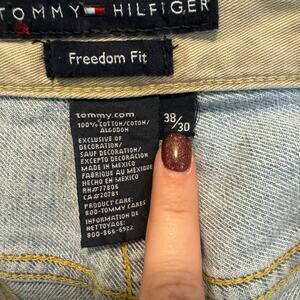 TOMMY HILFIGER
Freedom Fit
tommy.com
100% COTTON/COTON/
ALGODON
38/30
EXCLUSIVE OF
DECORATION/
SAUF DECORATION/
EXCEPTO DECORACION
MADE IN MEXICO
FABRIQUE AU MEXIQUE
HECHO EN MEXICO
RN#77806
CA#20781
PRODUCT CARE:
800-TOMMY CARES
INFORMATION DE
NETTOYAGE:
800-866-6922